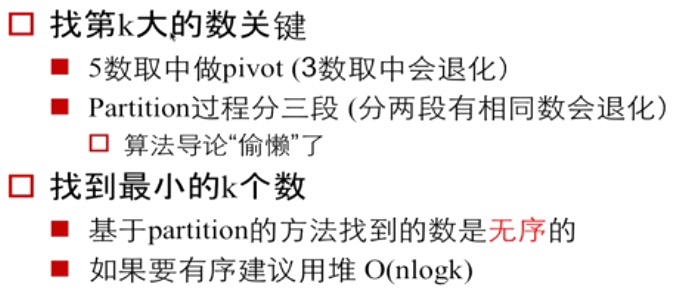 找第k大的数关键
5数取中做pivot (3数取中会退化）
Partition过程分三段 (分两段有相同数会退化）
算法导论“偷懒”了
找到最小的k个数
基于partition的方法找到的数是无序的
如果要有序建议用堆 O(nlogk)